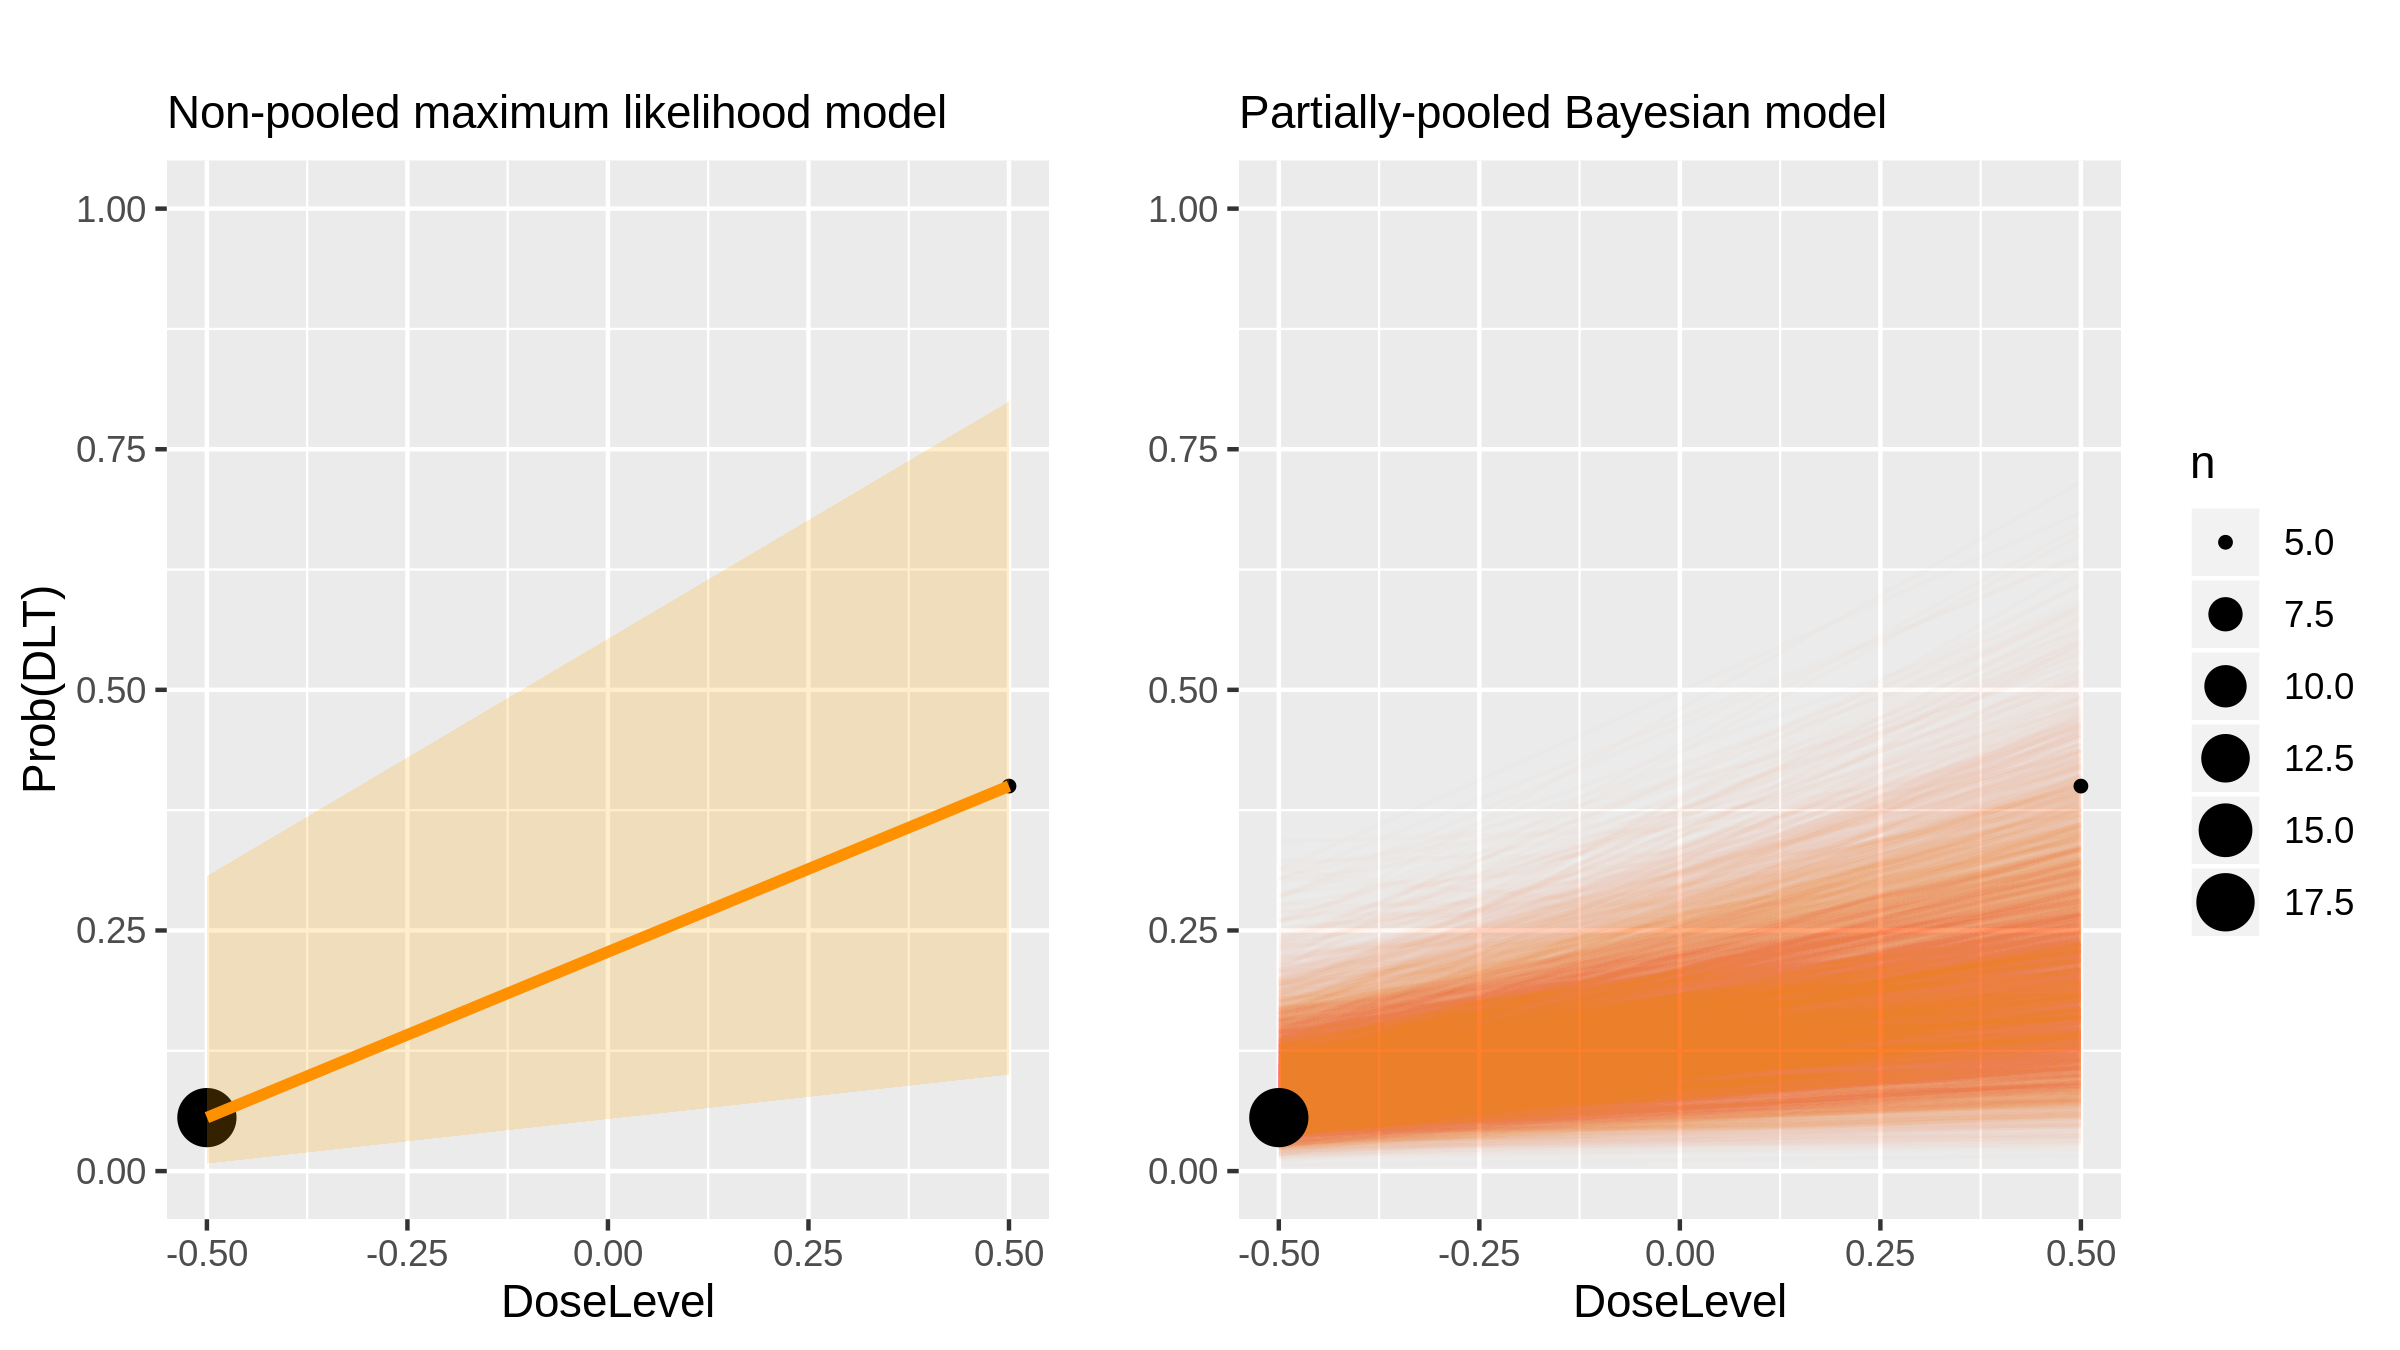 Non-pooled maximum likelihood model
Partially-pooled Bayesian model
Prob(DLT)
1.00
0.75
0.50
0.25
0.00
-0.50 -0.25 0.00 0.25 0.50
DoseLevel
1.00
0.75
0.50
0.25
0.00
-0.50 -0.25 0.00 0.25 0.50
DoseLevel
n
5.0
7.5
10.0
12.5
15.0
17.5